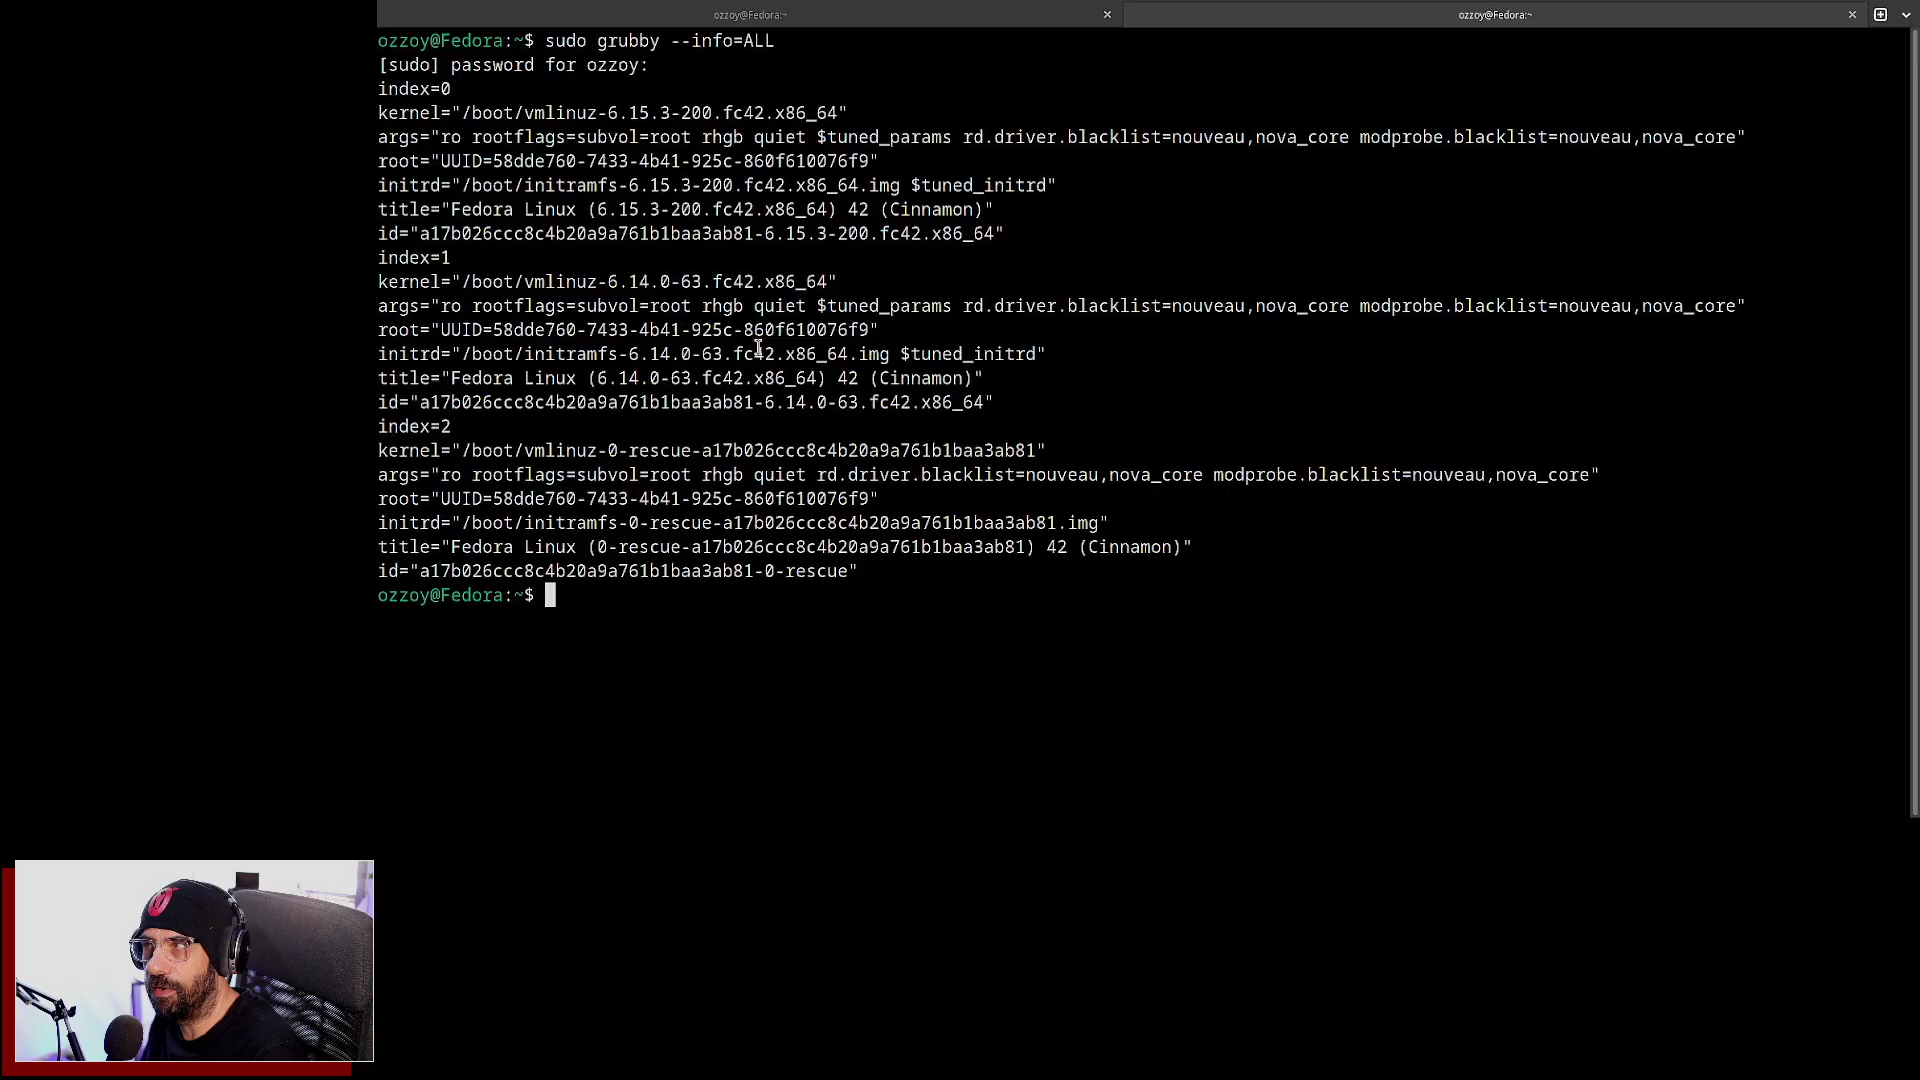 ozzoy@Fedora:~
ozzoy@Fedora:~
ozzoy@Fedora:~$ sudo grubby --info=ALL
[sudo] password for ozzoy:
index=0
kernel="/boot/vmlinuz-6.15.3-200.fc42.x86_64"
args="ro rootflags=subvol=root rhgb quiet $tuned_params rd.driver.blacklist=nouveau,nova_core modprobe.blacklist=nouveau,nova_core"
root="UUID=58dde760-7433-4b41-925c-860f610076f9"
initrd="/boot/initramfs-6.15.3-200.fc42.x86_64.img $tuned_initrd"
title="Fedora Linux (6.15.3-200.fc42.x86_64) 42 (Cinnamon)"
id="a17b026ccc8c4b20a9a761b1baa3ab81-6.15.3-200.fc42.x86_64"
index=1
kernel="/boot/vmlinuz-6.14.0-63.fc42.x86_64"
args="ro rootflags=subvol=root rhgb quiet $tuned_params rd.driver.blacklist=nouveau,nova_core modprobe.blacklist=nouveau,nova_core"
root="UUID=58dde760-7433-4b41-925c-860f610076f9"
initrd="/boot/initramfs-6.14.0-63.fc42.x86_64.img $tuned_initrd"
title="Fedora Linux (6.14.0-63.fc42.x86_64) 42 (Cinnamon)"
id="a17b026ccc8c4b20a9a761b1baa3ab81-6.14.0-63.fc42.x86_64"
index=2
kernel="/boot/vmlinuz-0-rescue-a17b026ccc8c4b20a9a761b1baa3ab81"
args="ro rootflags=subvol=root rhgb quiet rd.driver.blacklist=nouveau,nova_core modprobe.blacklist=nouveau,nova_core"
root="UUID=58dde760-7433-4b41-925c-860f610076f9"
initrd="/boot/initramfs-0-rescue-a17b026ccc8c4b20a9a761b1baa3ab81.img"
title="Fedora Linux (0-rescue-a17b026ccc8c4b20a9a761b1baa3ab81) 42 (Cinnamon)"
id="a17b026ccc8c4b20a9a761b1baa3ab81-0-rescue"
ozzoy@Fedora:~$